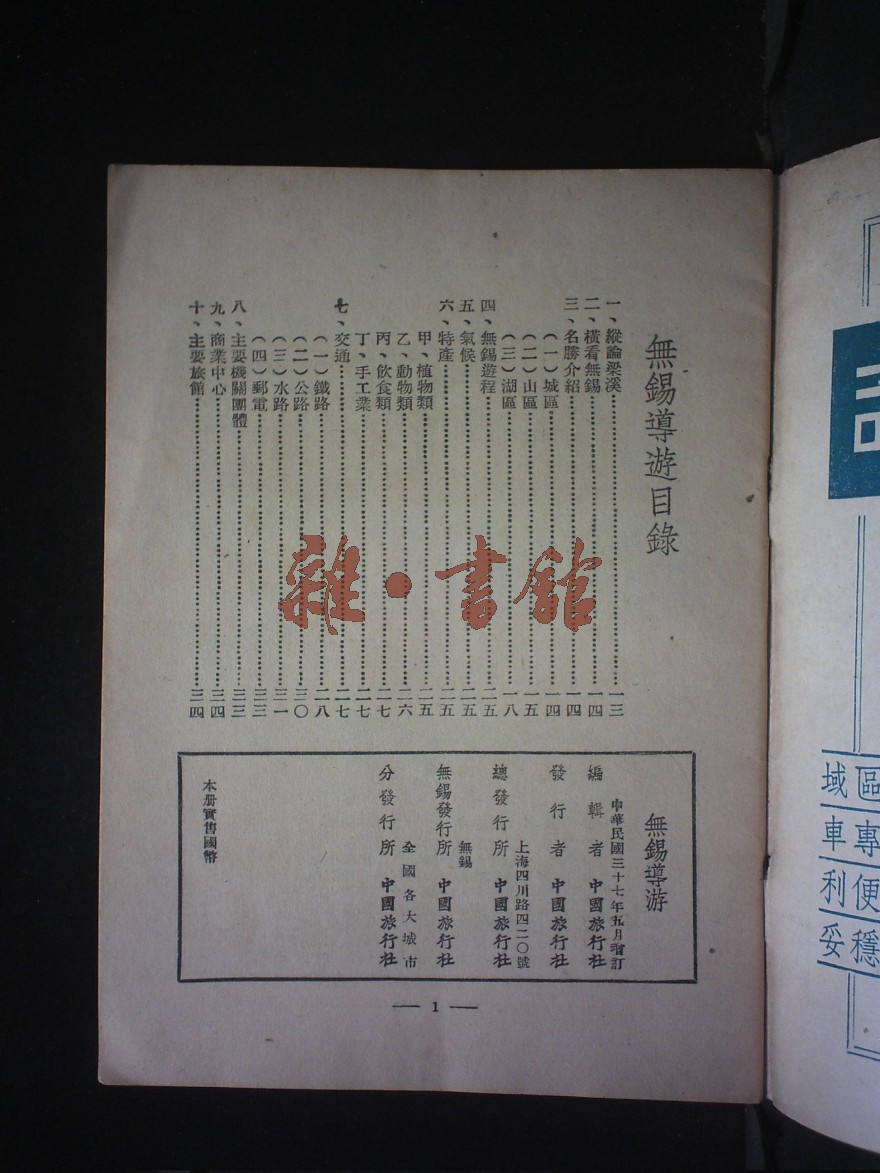 無錫導遊目錄
一、縱論梁溪……一三
二、橫看無錫……一四
三、名勝介紹……一四
（一）城區……一四
（二）山區……一五
（三）湖區……一八
四、無錫遊程……二五
五、氣候……二五
六、特產……二五
甲、植物類……二五
乙、動物類……二六
丙、飲食類……二七
丁、手工業……二七
七、交通……二七
（一）鐵路……二八
（二）公路……三〇
（三）水路……三一
（四）郵電……三三
八、主要機關團體……三三
九、商業中心……三四
十、主要旅館……三四
無錫導游
中華民國三十七年五月增訂
編輯者 中國旅行社
發行者 中國旅行社
上海四川路四二〇號
總發行所 中國旅行社
無錫
無錫發行所 中國旅行社
全國各大城市
分發行所 中國旅行社
本册實售國幣
— 1 —
雜·書館
區域
專車
便利
穩妥